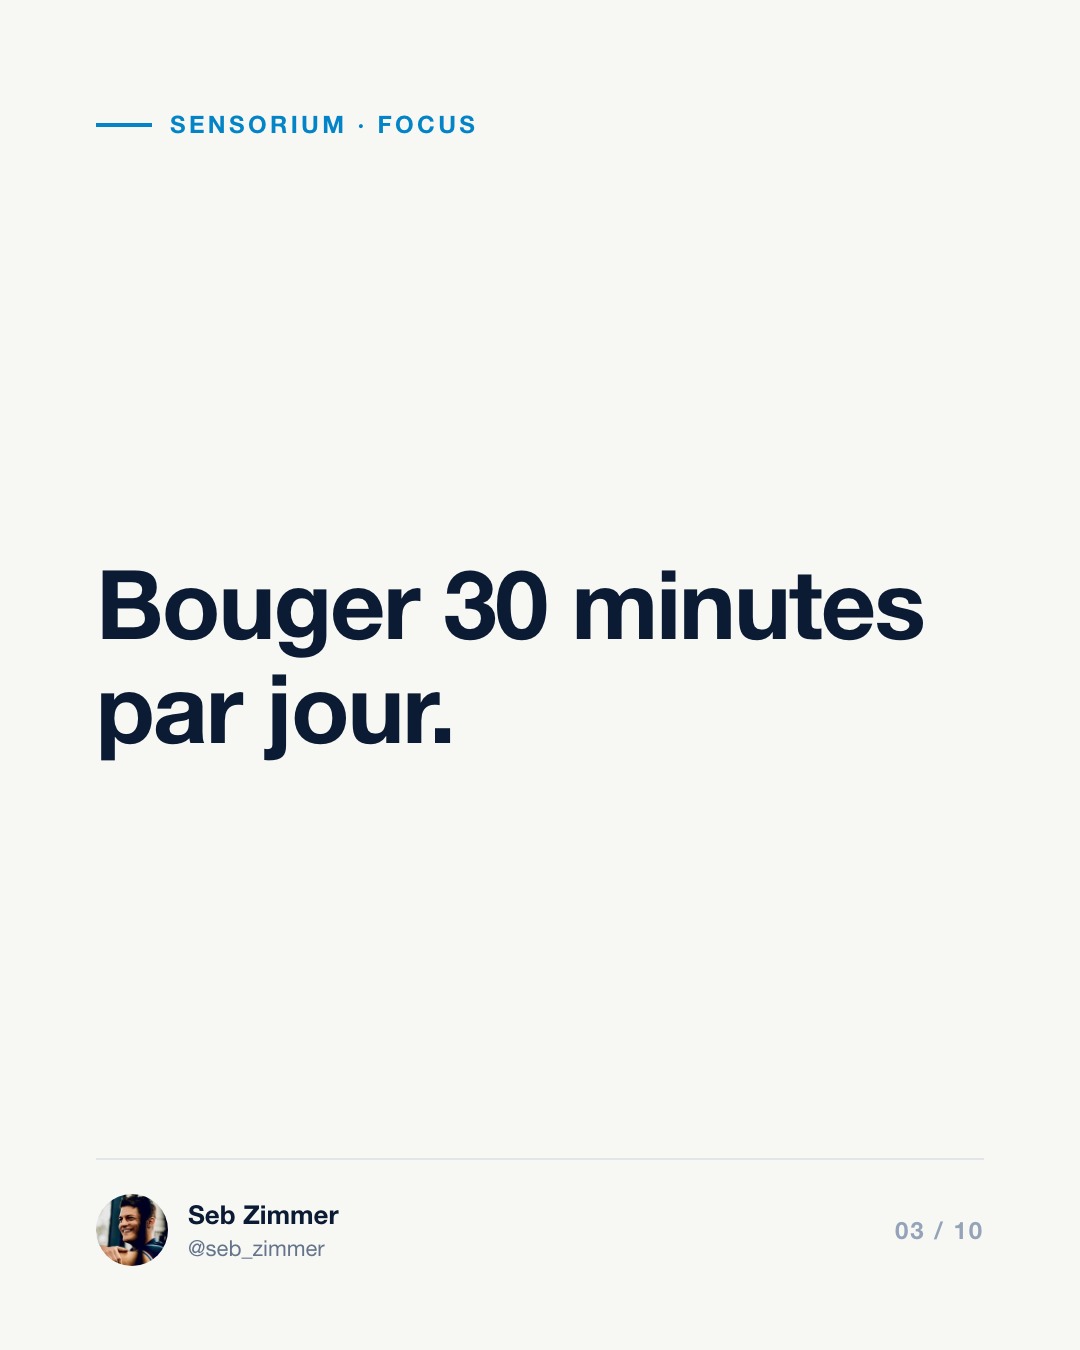 SENSORIUM · FOCUS
Bouger 30 minutes
par jour.
Seb Zimmer
@seb_zimmer
03 / 10